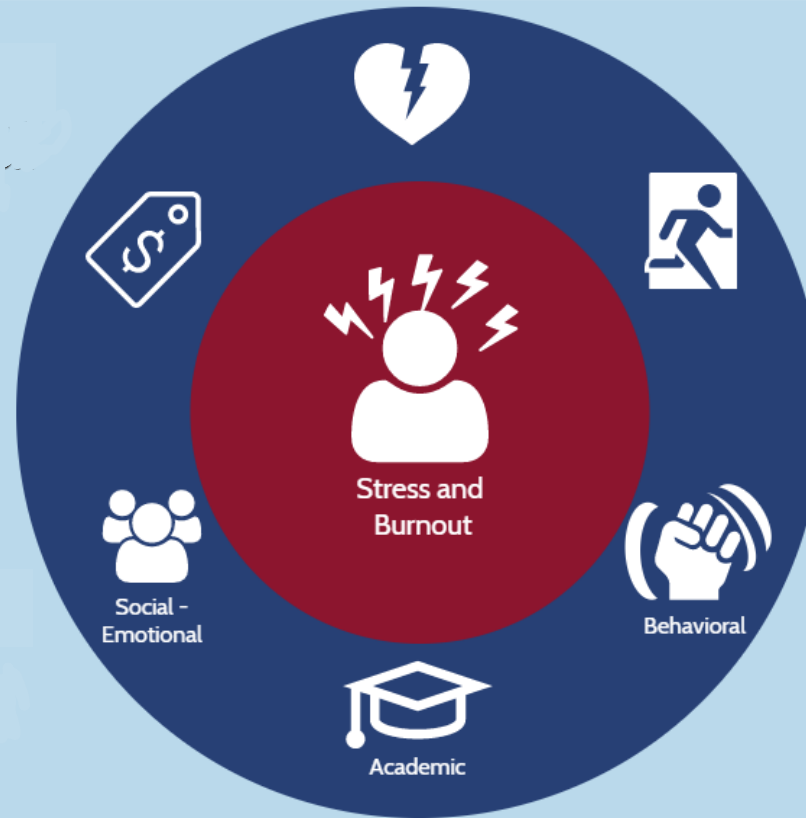 $
Stress and
Burnout
Social -
Emotional
Behavioral
Academic